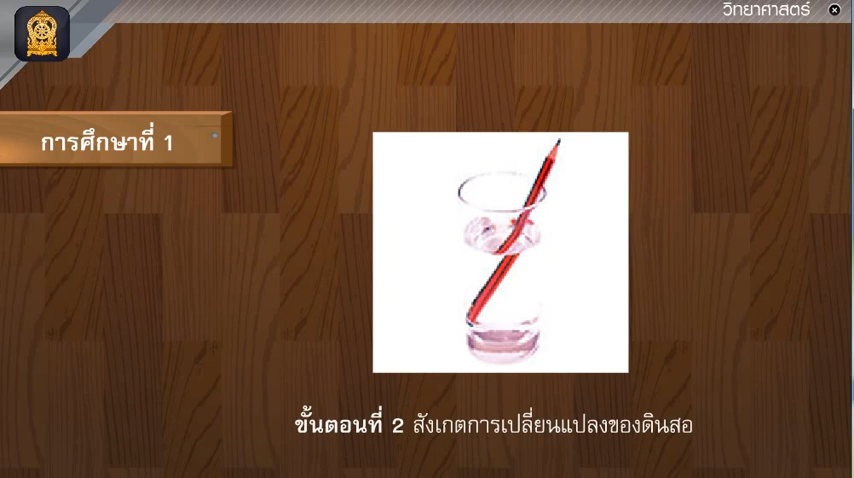 วิทยาศาสตร์
การศึกษาที่ 1
ขั้นตอนที่ 2 สังเกตการเปลี่ยนแปลงของดินสอ